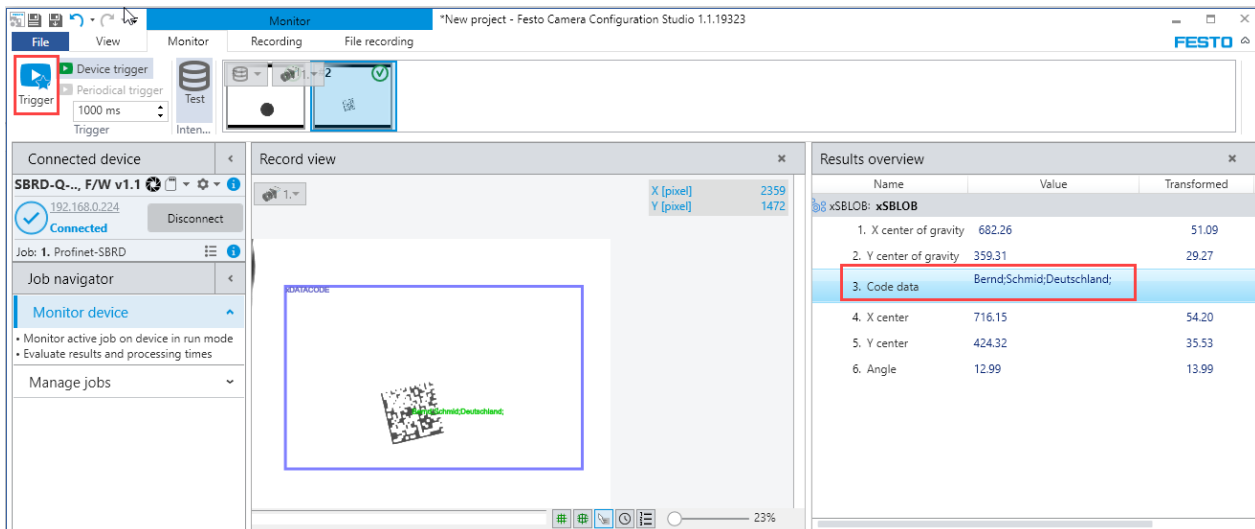 Monitor
*New project - Festo Camera Configuration Studio 1.1.19323
File View Monitor Recording File recording
FESTO
Trigger
Device trigger
Periodical trigger
1000 ms
Trigger
Test
Inten...
1.
2
Connected device
SBRD-Q-.., F/W v1.1
192.168.0.224
Connected
Disconnect
Job: 1. Profinet-SBRD
Job navigator
Monitor device
• Monitor active job on device in run mode
• Evaluate results and processing times
Manage jobs
Record view
1.
X [pixel] 2359
Y [pixel] 1472
XDATACODE
Bernd;Schmid;Deutschland;
23%
Results overview
Name Value Transformed
xSBLOB: xSBLOB
1. X center of gravity 682.26 51.09
2. Y center of gravity 359.31 29.27
3. Code data Bernd;Schmid;Deutschland;
4. X center 716.15 54.20
5. Y center 424.32 35.53
6. Angle 12.99 13.99